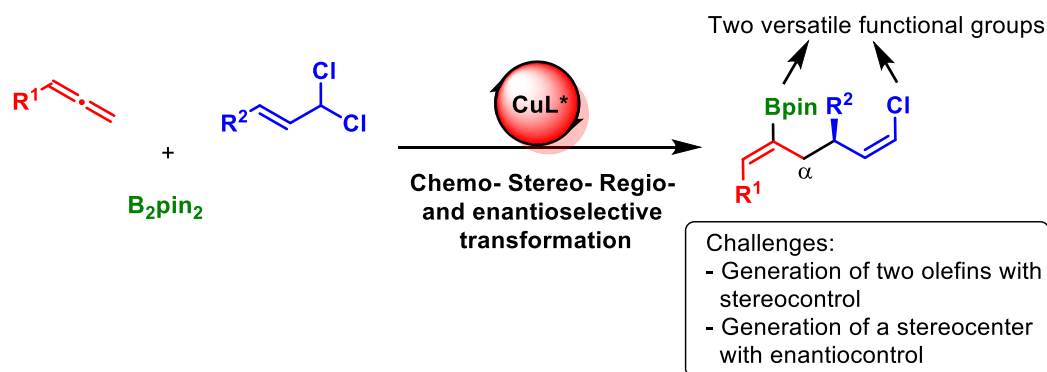 Two versatile functional groups
R1
+
B2pin2
R2
Cl
Cl
CuL*
Chemo- Stereo- Regio-
and enantioselective
transformation
Bpin
R2
Cl
α
R1
Challenges:
- Generation of two olefins with
stereocontrol
- Generation of a stereocenter
with enantiocontrol